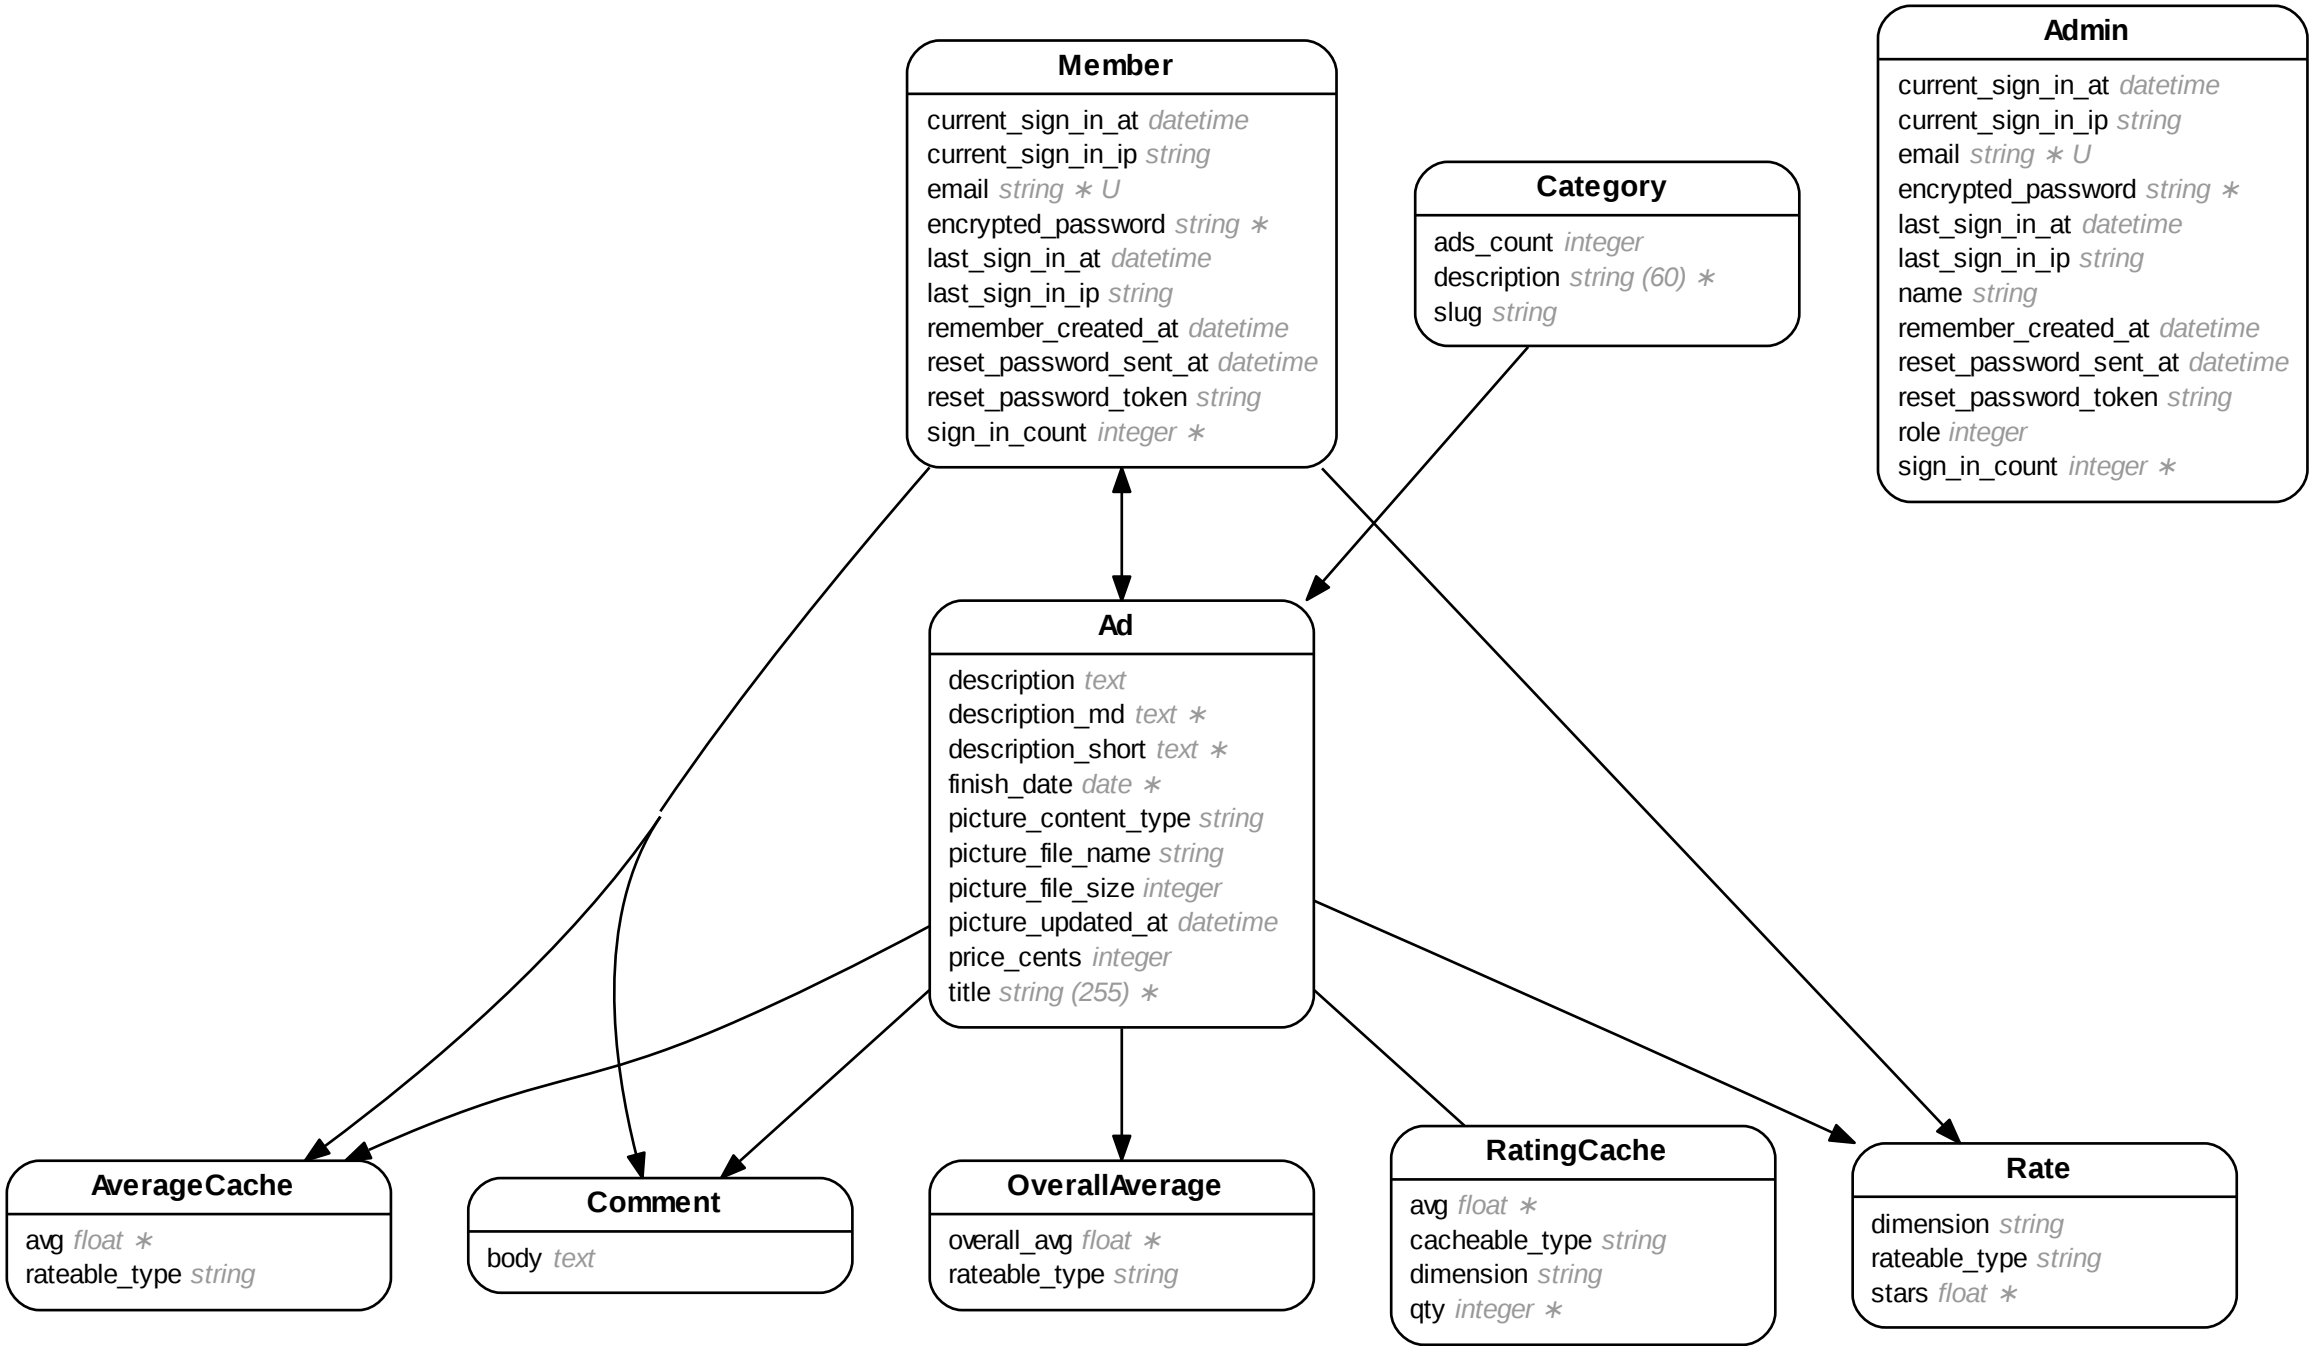 Member
current_sign_in_at datetime
current_sign_in_ip string
email string ∗ U
encrypted_password string ∗
last_sign_in_at datetime
last_sign_in_ip string
remember_created_at datetime
reset_password_sent_at datetime
reset_password_token string
sign_in_count integer ∗
Category
ads_count integer
description string (60) ∗
slug string
Admin
current_sign_in_at datetime
current_sign_in_ip string
email string ∗ U
encrypted_password string ∗
last_sign_in_at datetime
last_sign_in_ip string
name string
remember_created_at datetime
reset_password_sent_at datetime
reset_password_token string
role integer
sign_in_count integer ∗
Ad
description text
description_md text ∗
description_short text ∗
finish_date date ∗
picture_content_type string
picture_file_name string
picture_file_size integer
picture_updated_at datetime
price_cents integer
title string (255) ∗
AverageCache
avg float ∗
rateable_type string
Comment
body text
OverallAverage
overall_avg float ∗
rateable_type string
RatingCache
avg float ∗
cacheable_type string
dimension string
qty integer ∗
Rate
dimension string
rateable_type string
stars float ∗